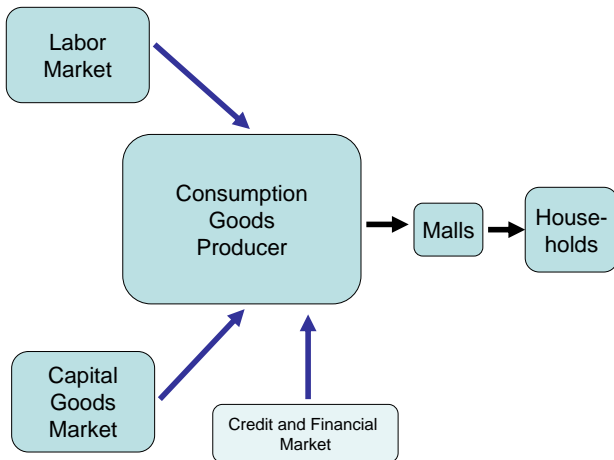 Labor
Market
Consumption
Goods
Producer
Malls
House-
holds
Capital
Goods
Market
Credit and Financial
Market